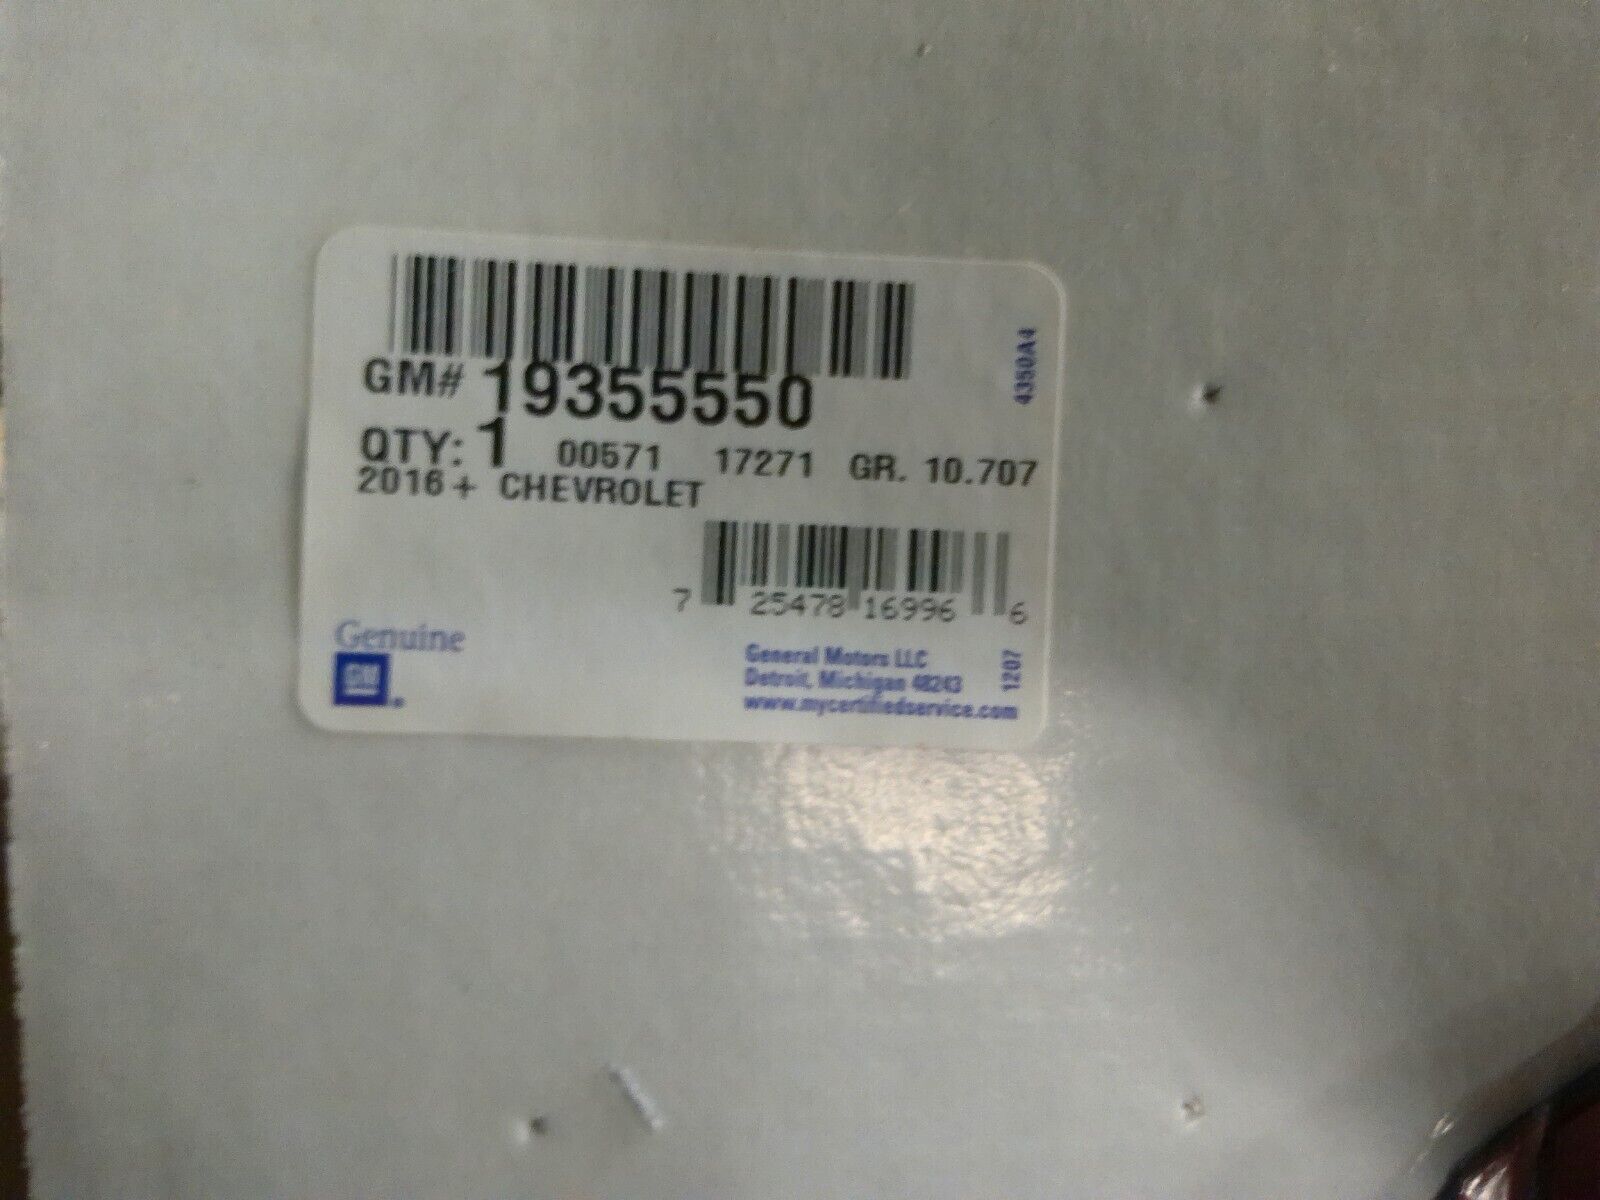 GM# 19355550
4350A4
QTY: 1 00571 17271 GR. 10.707
2016+ CHEVROLET
7 25478 16996 6
Genuine
GM
General Motors LLC
Detroit, Michigan 48243
www.mycertifiedservice.com
1207